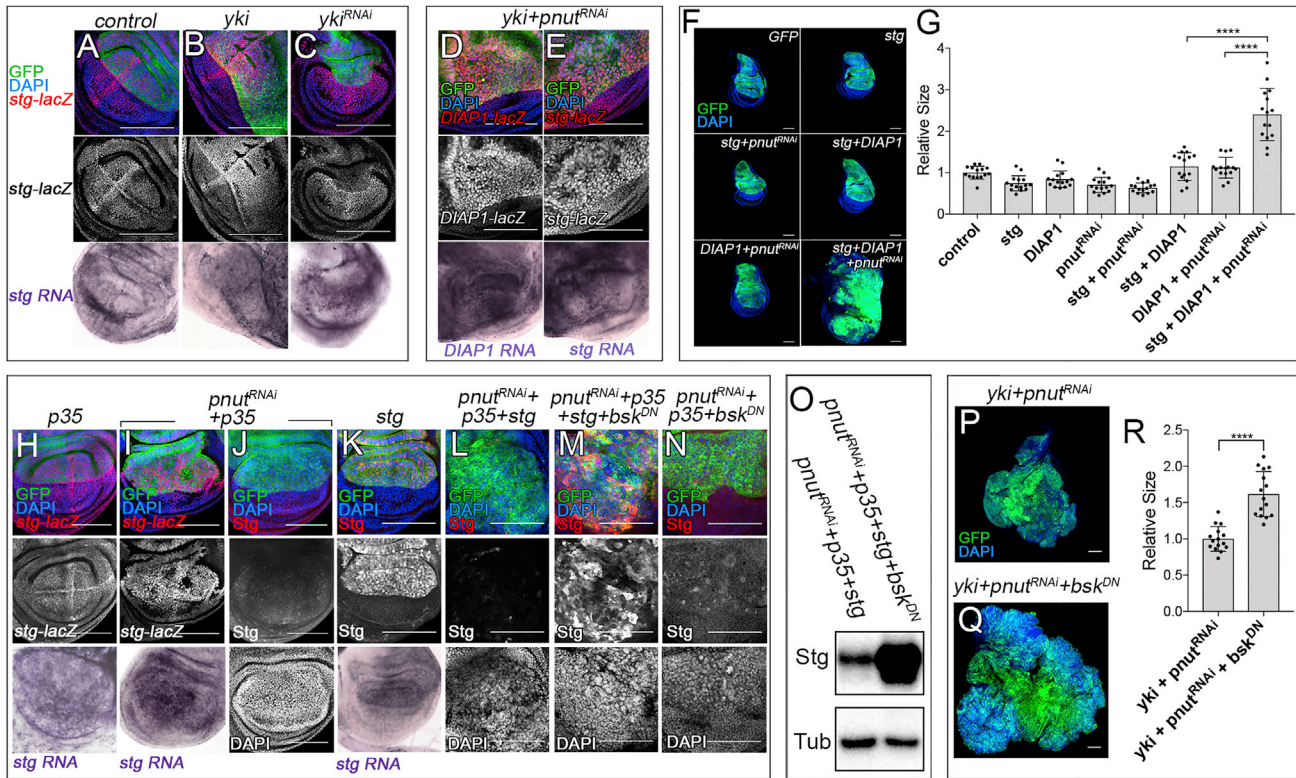 control
yki
yki^RNAi
A
B
C
GFP
DAPI
stg-lacZ
stg-lacZ
stg RNA
yki+pnut^RNAi
D
E
GFP
DAPI
DIAP1-lacZ
GFP
DAPI
stg-lacZ
DIAP1-lacZ
stg-lacZ
DIAP1 RNA
stg RNA
F
GFP
stg
GFP
DAPI
stg+pnut^RNAi
stg+DIAP1
DIAP1+pnut^RNAi
stg+DIAP1
+pnut^RNAi
G
Relative Size
4
3
2
1
0
****
****
control
stg
DIAP1
pnut^RNAi
stg + pnut^RNAi
stg + DIAP1
DIAP1 + pnut^RNAi
stg + DIAP1 + pnut^RNAi
p35
pnut^RNAi
+p35
stg
pnut^RNAi+
p35+stg
pnut^RNAi+p35
+stg+bsk^DN
pnut^RNAi+
p35+bsk^DN
H
I
J
K
L
M
N
GFP
DAPI
stg-lacZ
GFP
DAPI
stg-lacZ
GFP
DAPI
Stg
GFP
DAPI
Stg
GFP
DAPI
Stg
GFP
DAPI
Stg
GFP
DAPI
Stg
stg-lacZ
stg-lacZ
Stg
Stg
Stg
Stg
Stg
stg RNA
stg RNA
DAPI
stg RNA
DAPI
DAPI
DAPI
O
pnut^RNAi+p35+stg
pnut^RNAi+p35+stg+bsk^DN
Stg
Tub
yki+pnut^RNAi
P
GFP
DAPI
yki+pnut^RNAi+bsk^DN
Q
R
Relative Size
2.5
2.0
1.5
1.0
0.5
0.0
****
yki + pnut^RNAi
yki + pnut^RNAi + bsk^DN